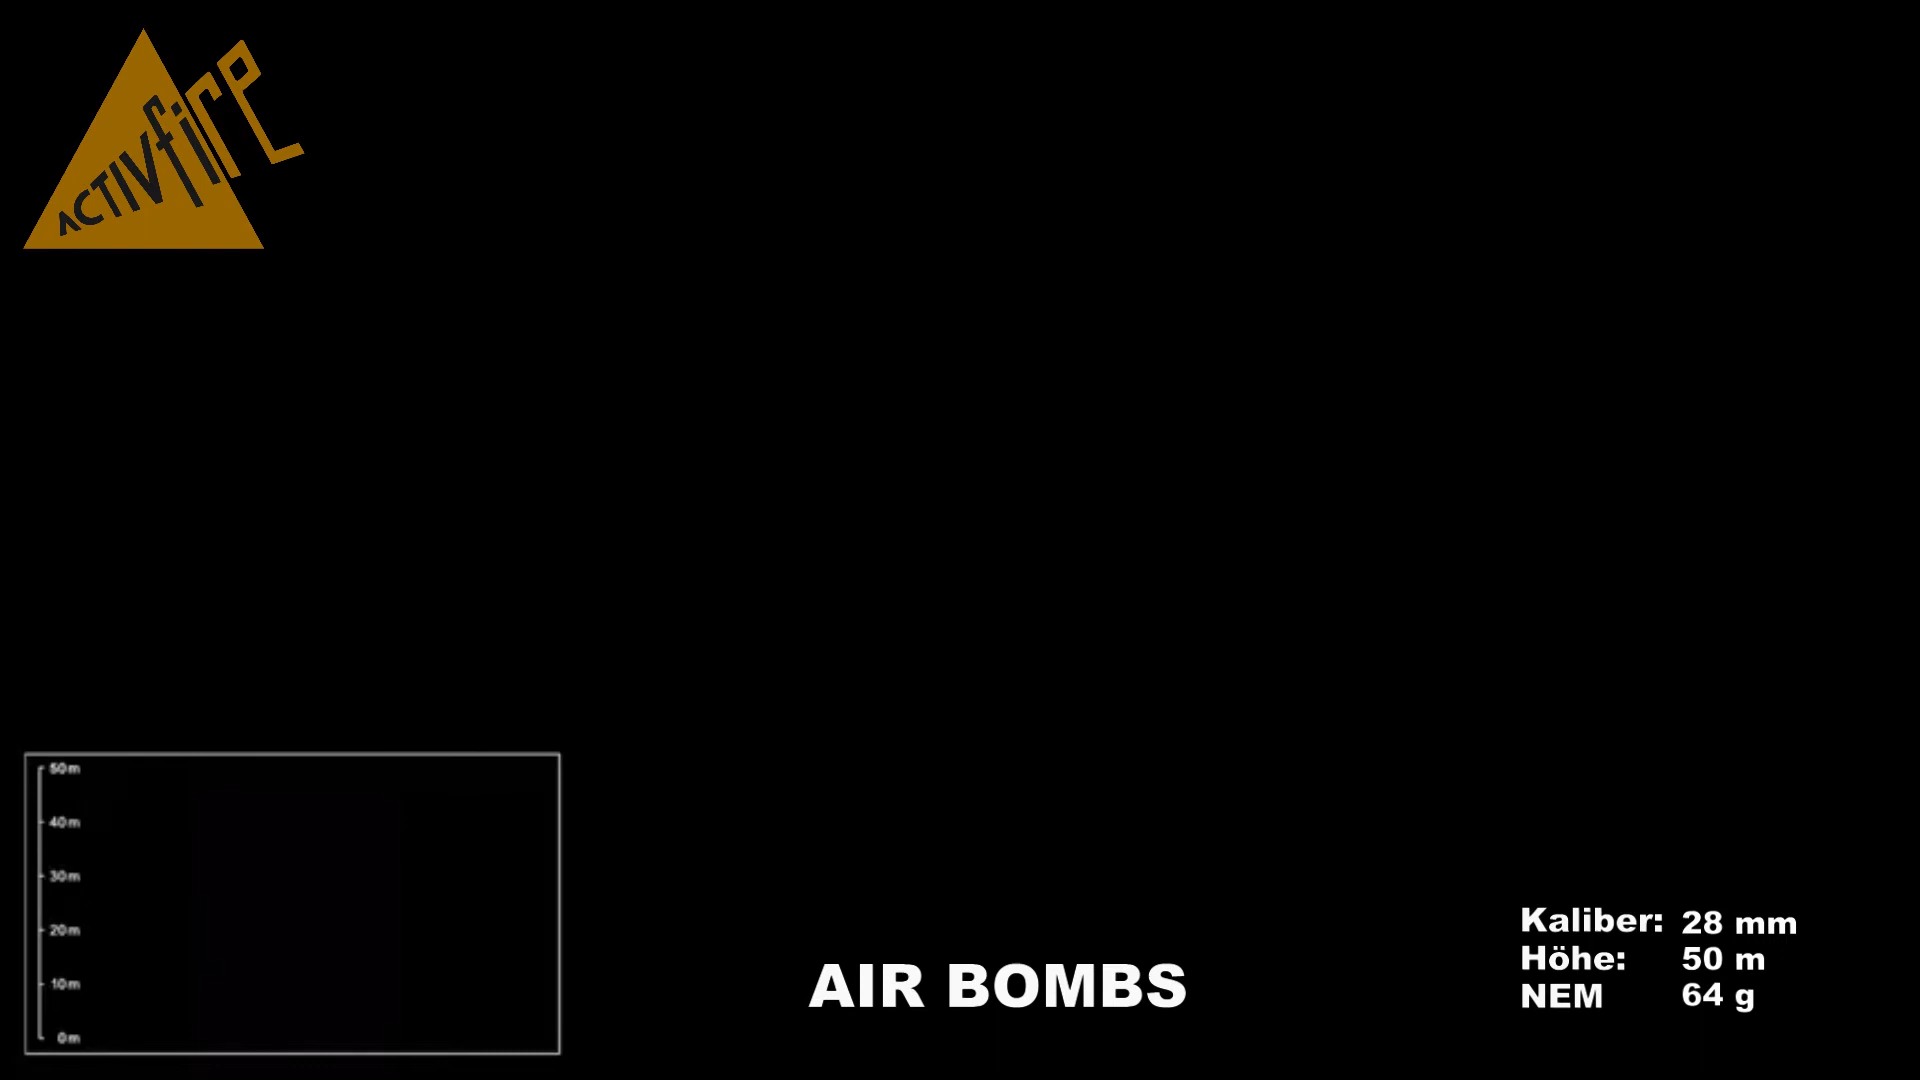 ACTIVfire
50m
40m
30m
20m
10m
0m
AIR BOMBS
Kaliber: 28 mm
Höhe: 50 m
NEM 64 g